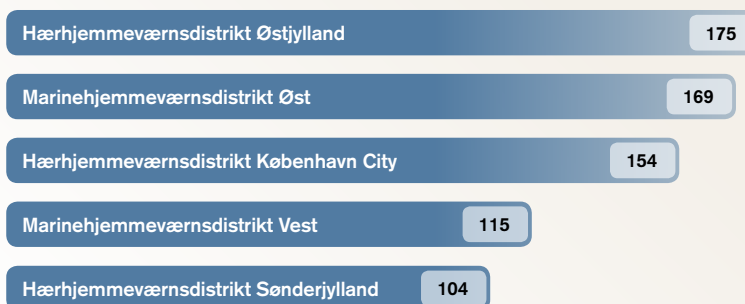 Hærhjemmeværnsdistrikt Østjylland 175
Marinehjemmeværnsdistrikt Øst 169
Hærhjemmeværnsdistrikt København City 154
Marinehjemmeværnsdistrikt Vest 115
Hærhjemmeværnsdistrikt Sønderjylland 104